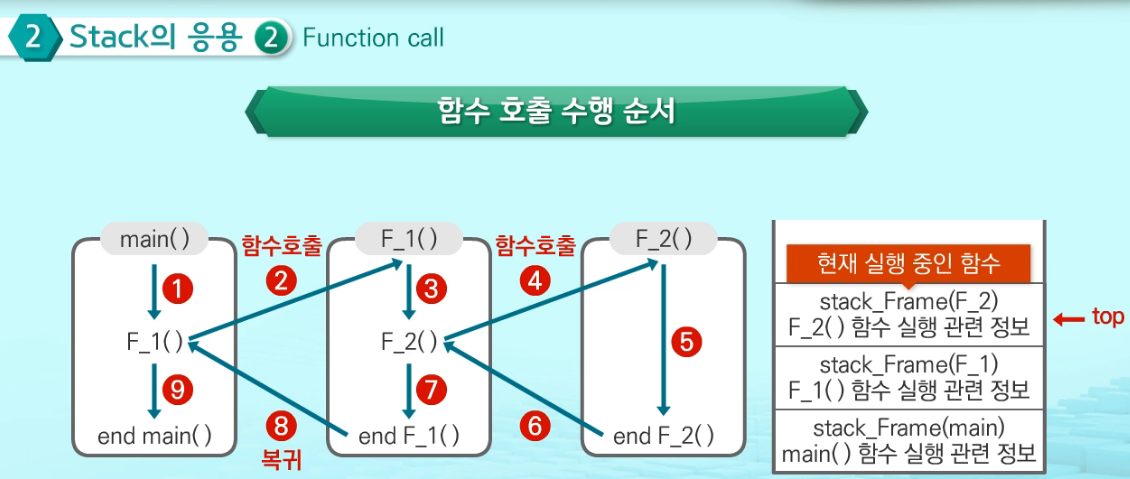 2 Stack의 응용 2 Function call
함수 호출 수행 순서
main( )
1
F_1( )
9
end main( )
함수호출
2
8
복귀
F_1( )
3
F_2( )
7
end F_1( )
함수호출
4
6
F_2( )
5
end F_2( )
현재 실행 중인 함수
stack_Frame(F_2)
F_2( ) 함수 실행 관련 정보
top
stack_Frame(F_1)
F_1( ) 함수 실행 관련 정보
stack_Frame(main)
main( ) 함수 실행 관련 정보